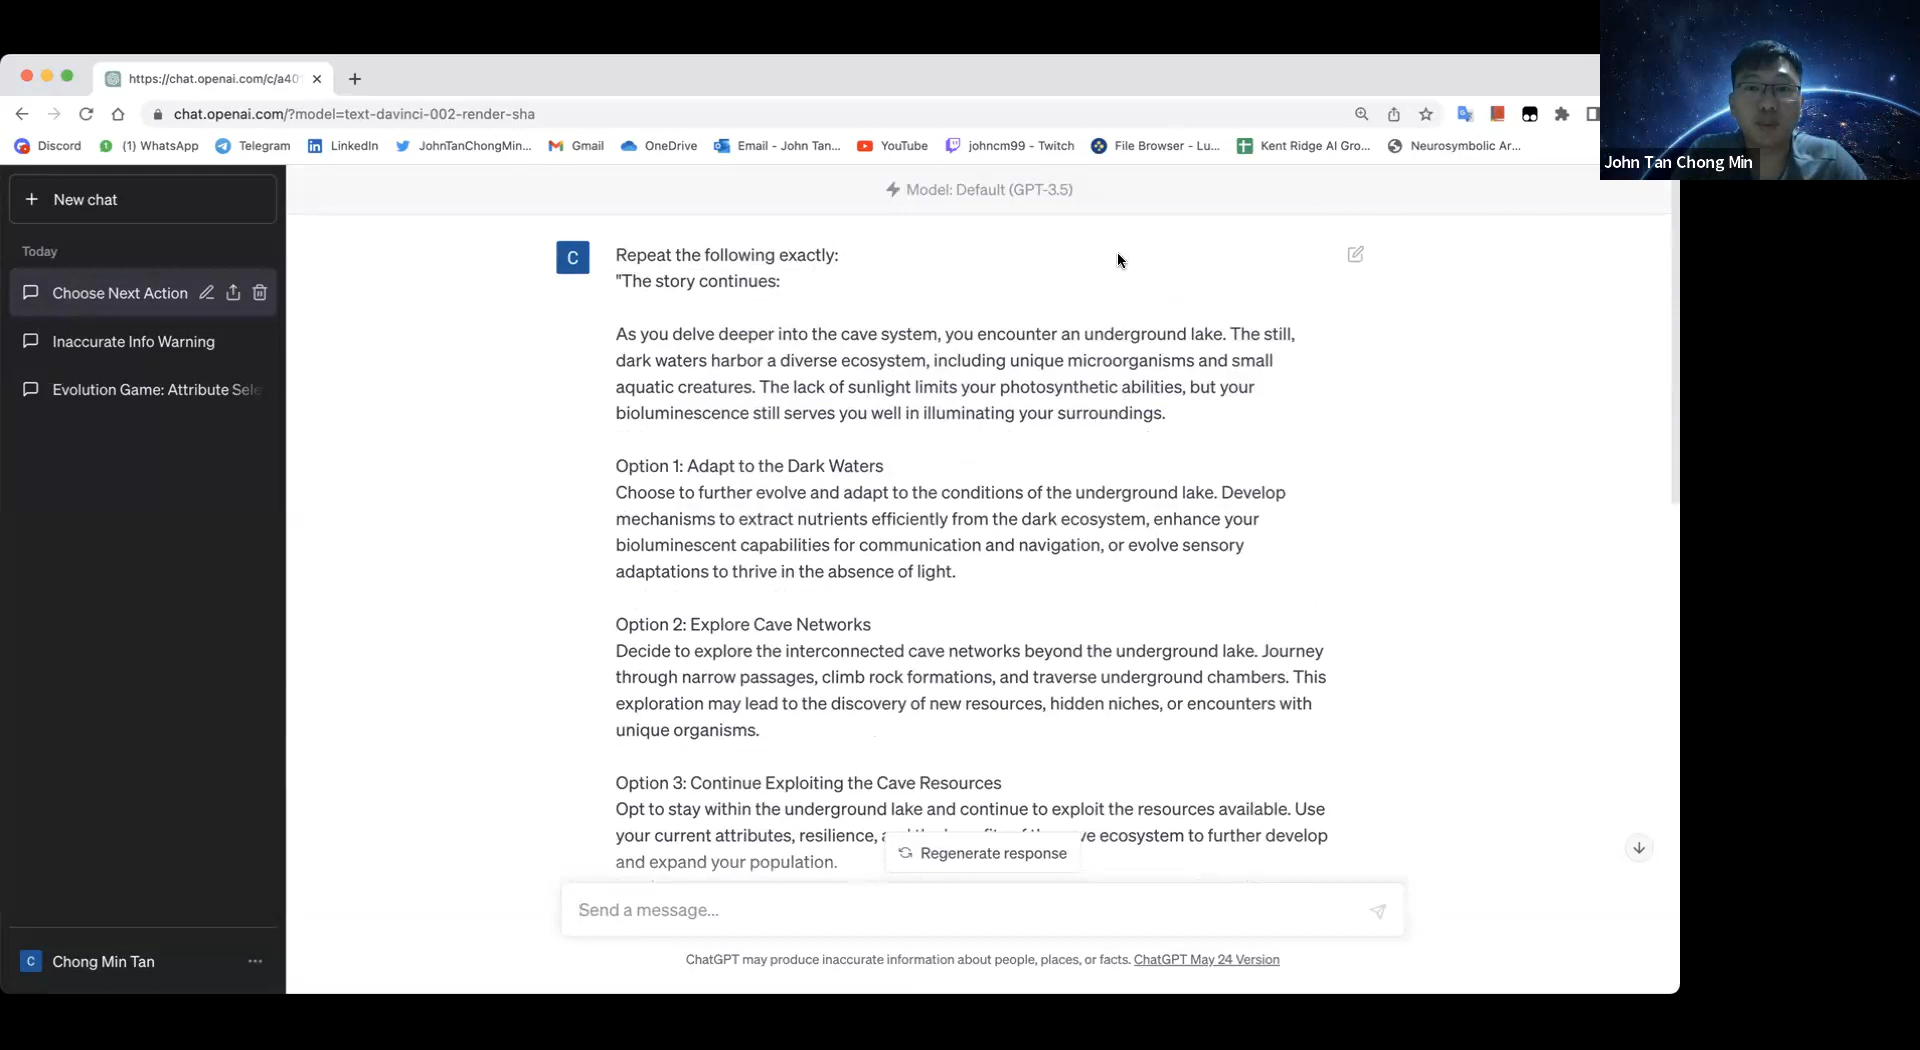 https://chat.openai.com/c/a40
chat.openai.com/?model=text-davinci-002-render-sha
Discord (1) WhatsApp Telegram LinkedIn JohnTanChongMin... Gmail OneDrive Email - John Tan... YouTube johncm99 - Twitch File Browser - Lu... Kent Ridge AI Gro... Neurosymbolic Ar...
John Tan Chong Min
New chat
Today
Choose Next Action
Inaccurate Info Warning
Evolution Game: Attribute Sele
Chong Min Tan
Model: Default (GPT-3.5)
C
Repeat the following exactly:
"The story continues:
As you delve deeper into the cave system, you encounter an underground lake. The still,
dark waters harbor a diverse ecosystem, including unique microorganisms and small
aquatic creatures. The lack of sunlight limits your photosynthetic abilities, but your
bioluminescence still serves you well in illuminating your surroundings.
Option 1: Adapt to the Dark Waters
Choose to further evolve and adapt to the conditions of the underground lake. Develop
mechanisms to extract nutrients efficiently from the dark ecosystem, enhance your
bioluminescent capabilities for communication and navigation, or evolve sensory
adaptations to thrive in the absence of light.
Option 2: Explore Cave Networks
Decide to explore the interconnected cave networks beyond the underground lake. Journey
through narrow passages, climb rock formations, and traverse underground chambers. This
exploration may lead to the discovery of new resources, hidden niches, or encounters with
unique organisms.
Option 3: Continue Exploiting the Cave Resources
Opt to stay within the underground lake and continue to exploit the resources available. Use
your current attributes, resilience, ecosystem to further develop
and expand your population.
Regenerate response
Send a message...
C
ChatGPT may produce inaccurate information about people, places, or facts. ChatGPT May 24 Version